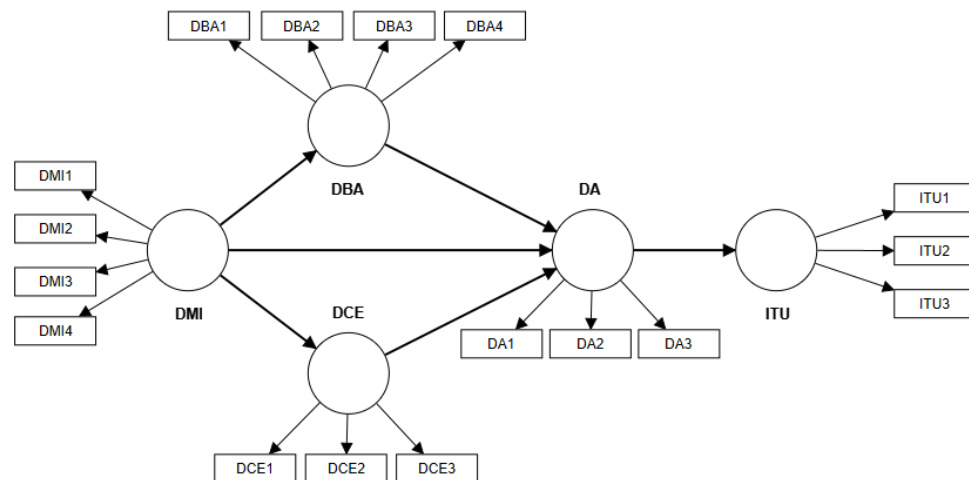 DBA1
DBA2
DBA3
DBA4
DMI1
DMI2
DMI3
DMI4
DBA
DA
ITU1
ITU2
ITU3
DMI
DCE
ITU
DA1
DA2
DA3
DCE1
DCE2
DCE3